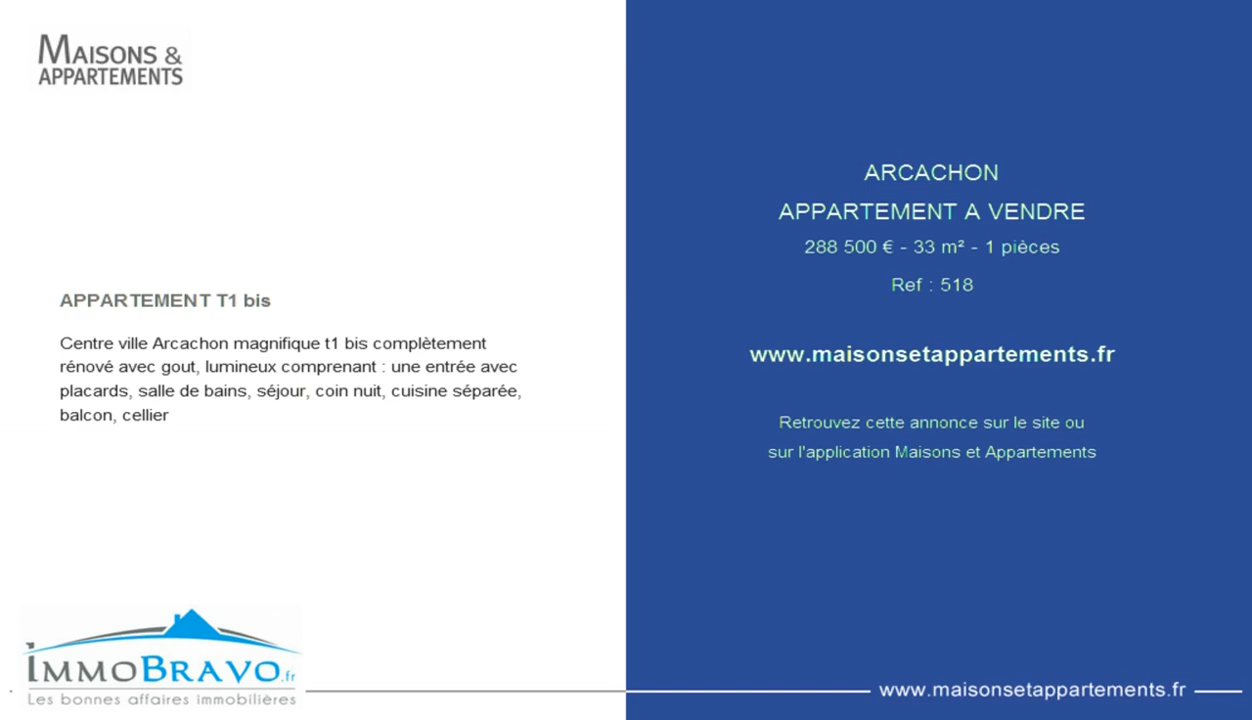 MAISONS &
APPARTEMENTS
APPARTEMENT T1 bis
Centre ville Arcachon magnifique t1 bis complètement
rénové avec gout, lumineux comprenant : une entrée avec
placards, salle de bains, séjour, coin nuit, cuisine séparée,
balcon, cellier
IMMOBRAVO.fr
Les bonnes affaires immobilières
ARCACHON
APPARTEMENT A VENDRE
288 500 € - 33 m² - 1 pièces
Ref : 518
www.maisonsetappartements.fr
Retrouvez cette annonce sur le site ou
sur l'application Maisons et Appartements
www.maisonsetappartements.fr